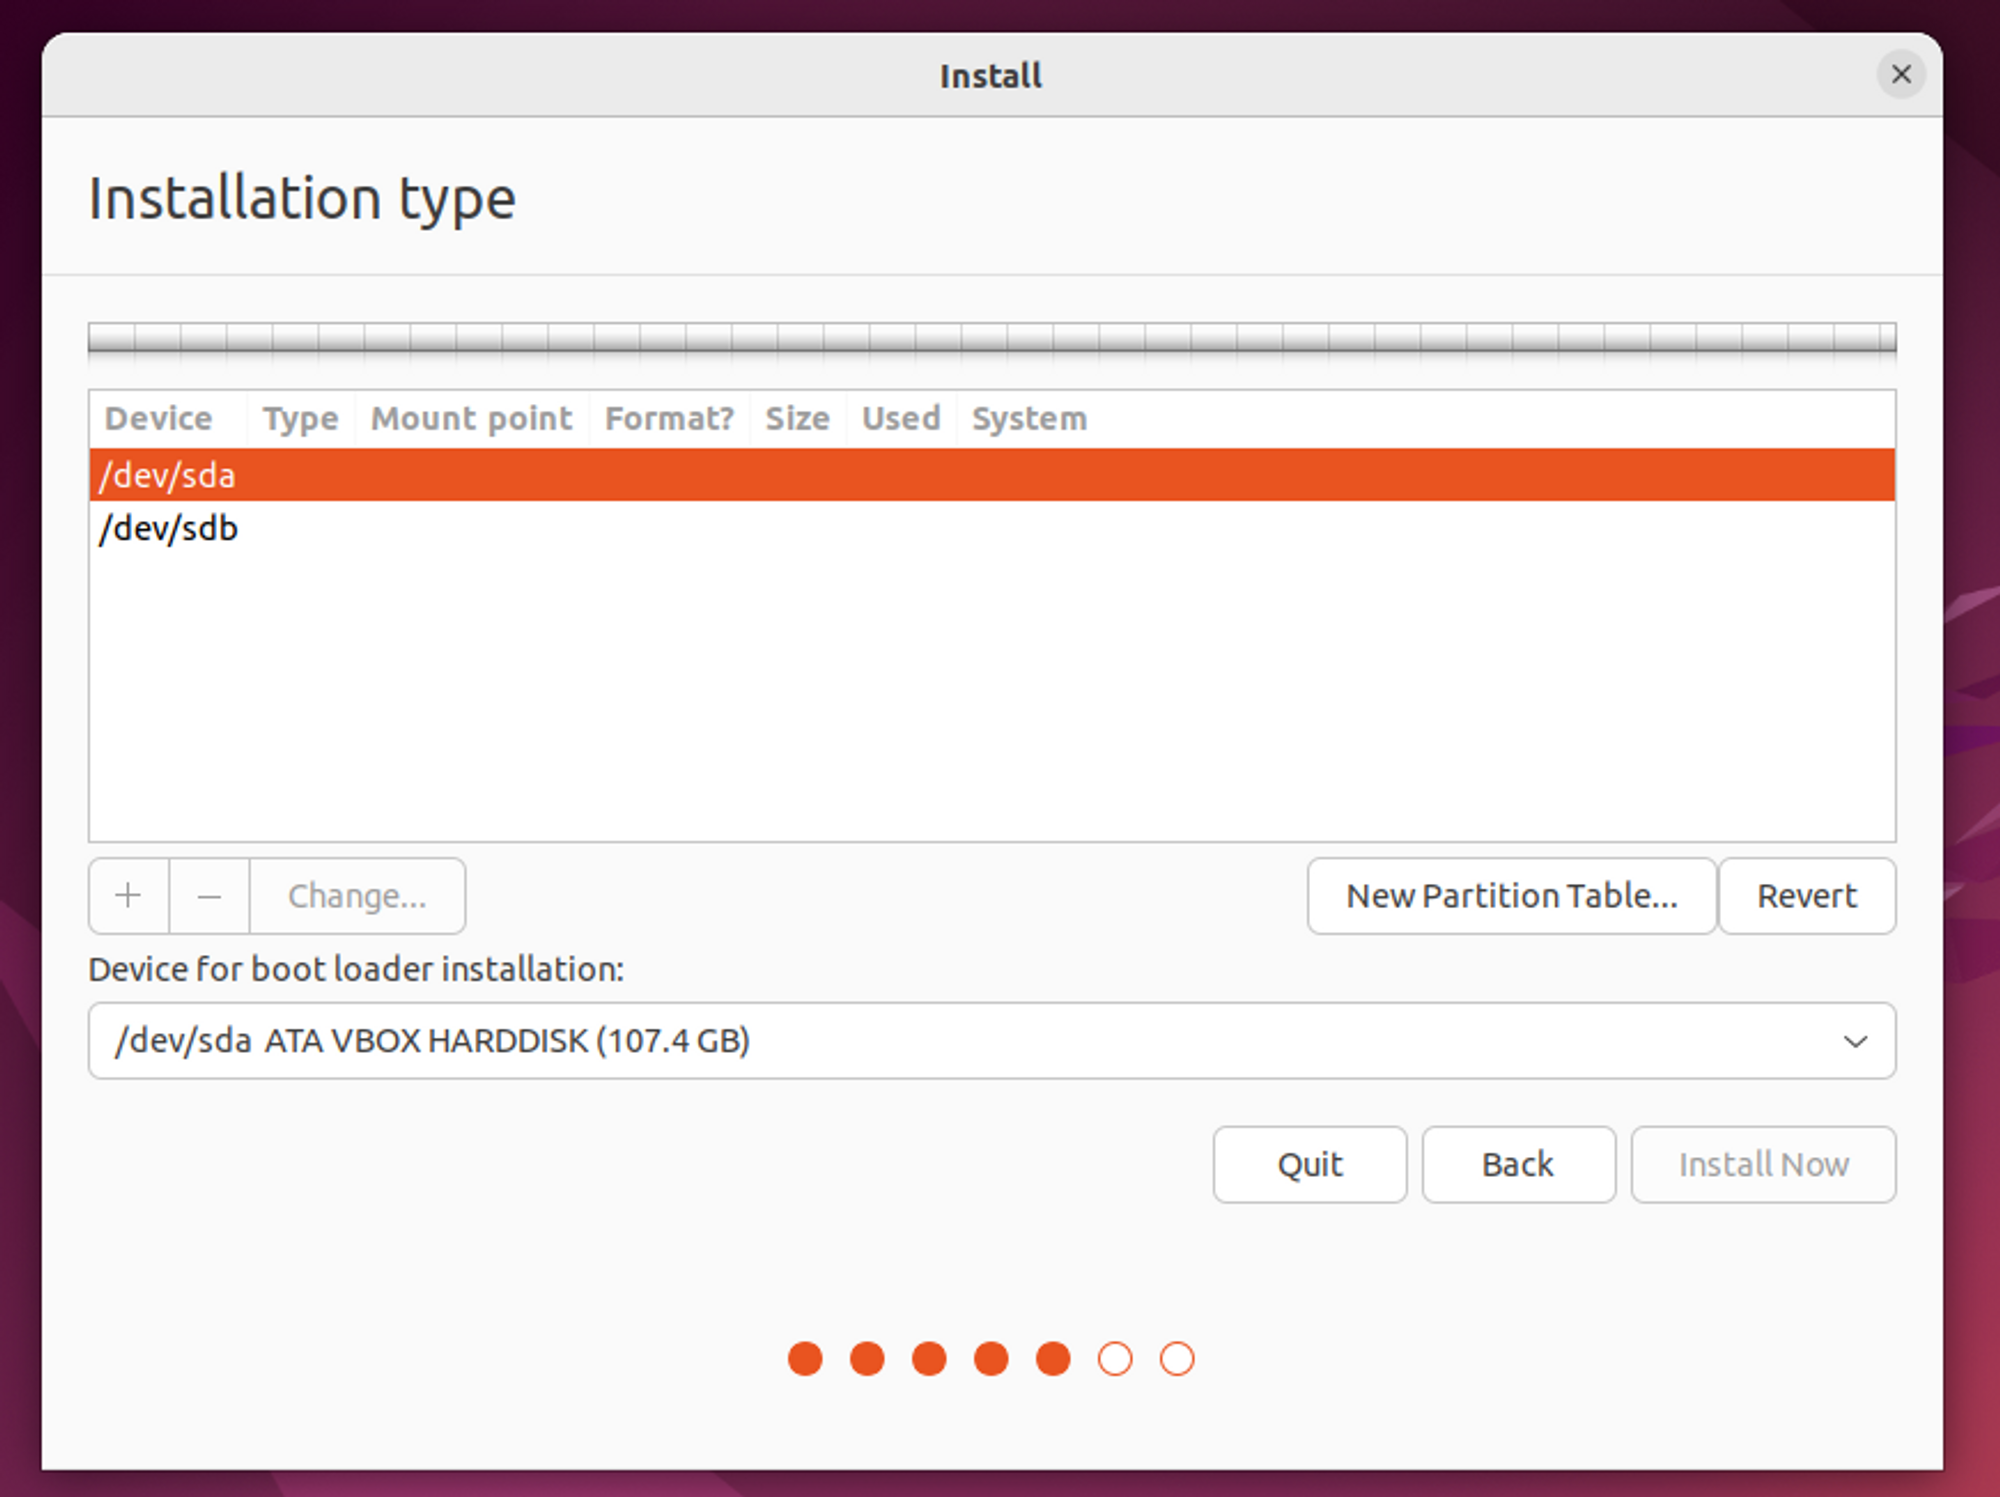 Install
Installation type
Device Type Mount point Format? Size Used System
/dev/sda
/dev/sdb
+ – Change... New Partition Table... Revert
Device for boot loader installation:
/dev/sda ATA VBOX HARDDISK (107.4 GB)
Quit Back Install Now